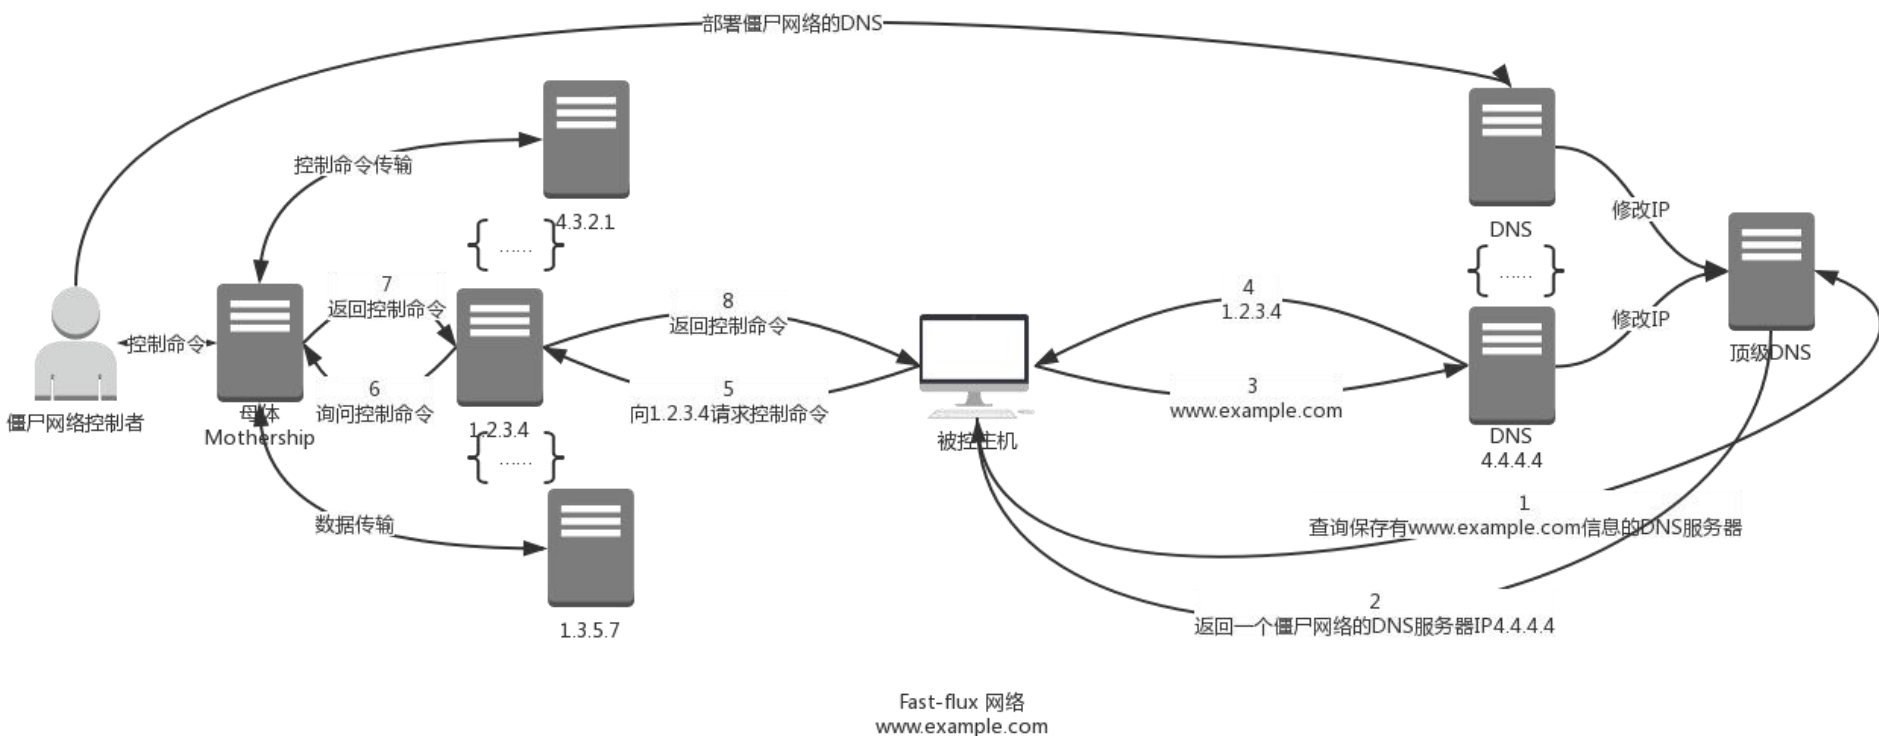 部署僵尸网络的DNS
控制命令传输
4.3.2.1
……
DNS
修改IP
……
7
返回控制命令
8
返回控制命令
4
1.2.3.4
修改IP
控制命令
顶级DNS
6
询问控制命令
5
向1.2.3.4请求控制命令
3
www.example.com
僵尸网络控制者
母体
Mothership
1.2.3.4
被控主机
DNS
4.4.4.4
……
1
查询保存有www.example.com信息的DNS服务器
数据传输
2
返回一个僵尸网络的DNS服务器IP4.4.4.4
1.3.5.7
Fast-flux 网络
www.example.com